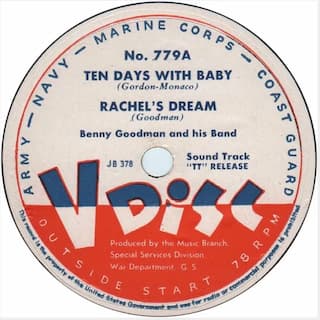 ARMY — NAVY — MARINE CORPS — COAST GUARD
No. 779A
TEN DAYS WITH BABY
(Gordon-Monaco)
RACHEL'S DREAM
(Goodman)
Benny Goodman and his Band
JB 378
Sound Track
"TT" RELEASE
V DISC
OUTSIDE START 78 RPM
Produced by the Music Branch,
Special Services Division,
War Department, G. S.
This record is the property of the United States Government and use for radio or commercial purposes is prohibited.